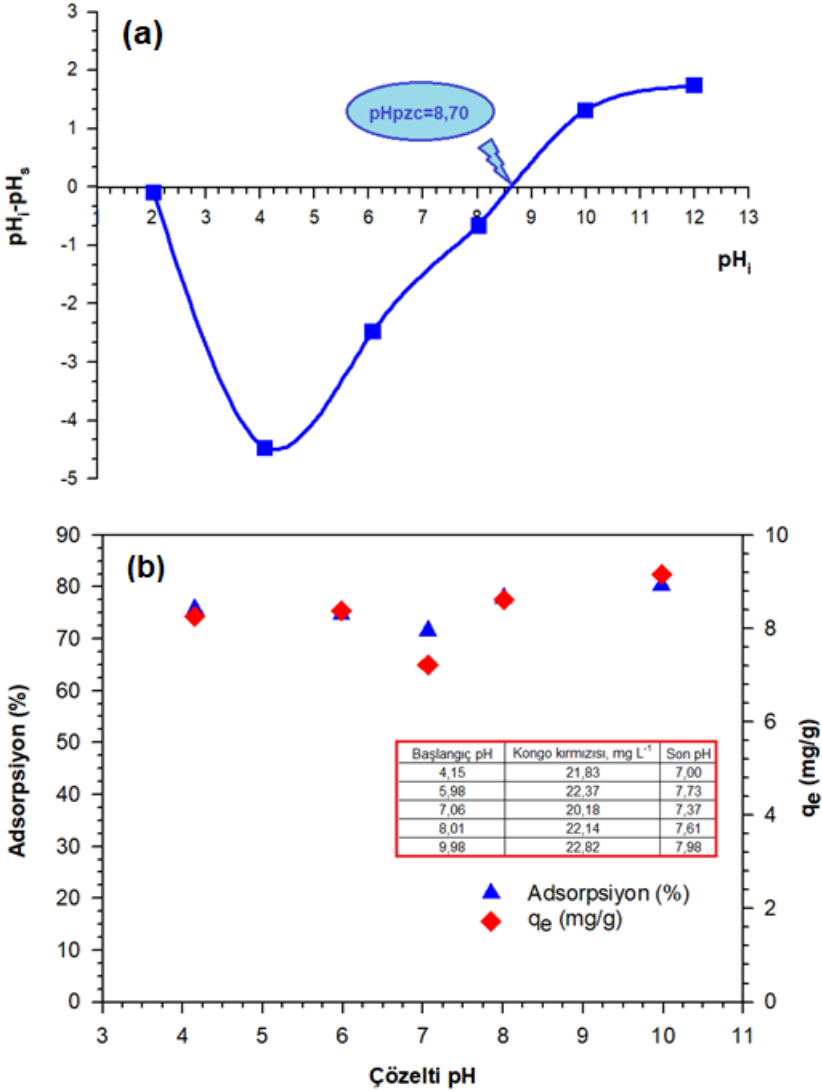 (a)
3
2
1
0
-1
-2
-3
-4
-5
pHi-pHs
pHpzc=8,70
1 2 3 4 5 6 7 8 9 10 11 12 13
pHi
(b)
90
80
70
60
50
40
30
20
10
0
Adsorpsiyon (%)
10
8
6
4
2
0
qe (mg/g)
Başlangıç pH Kongo kırmızısı, mg L-1 Son pH
4,15 21,83 7,00
5,98 22,37 7,73
7,06 20,18 7,37
8,01 22,14 7,61
9,98 22,82 7,98
Adsorpsiyon (%)
qe (mg/g)
3 4 5 6 7 8 9 10 11
Çözelti pH